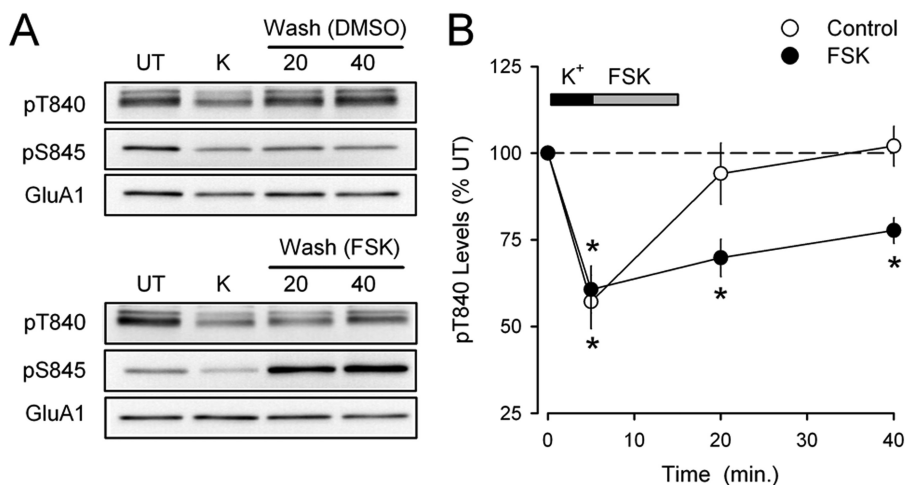 A
Wash (DMSO)
UT K 20 40
pT840
pS845
GluA1
Wash (FSK)
UT K 20 40
pT840
pS845
GluA1
B
Control
FSK
K+ FSK
125
100
75
50
25
pT840 Levels (% UT)
* * * *
0 10 20 30 40
Time (min.)